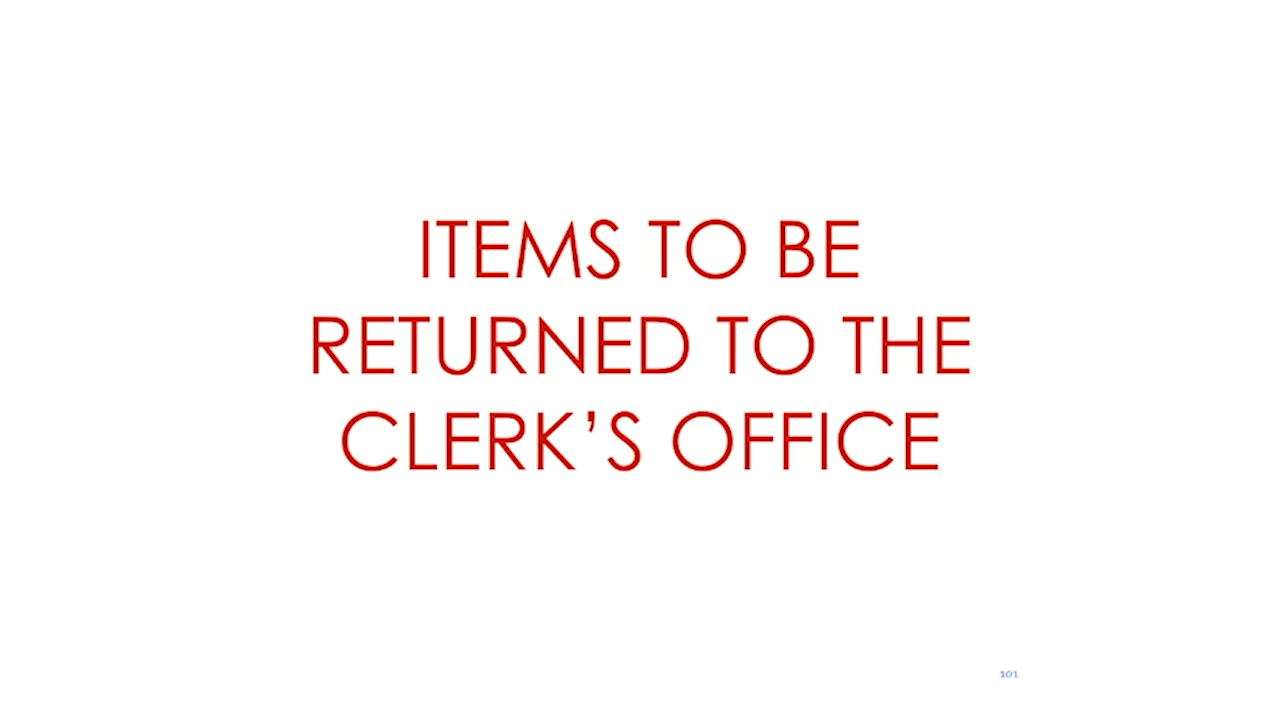 ITEMS TO BE
RETURNED TO THE
CLERK’S OFFICE
101